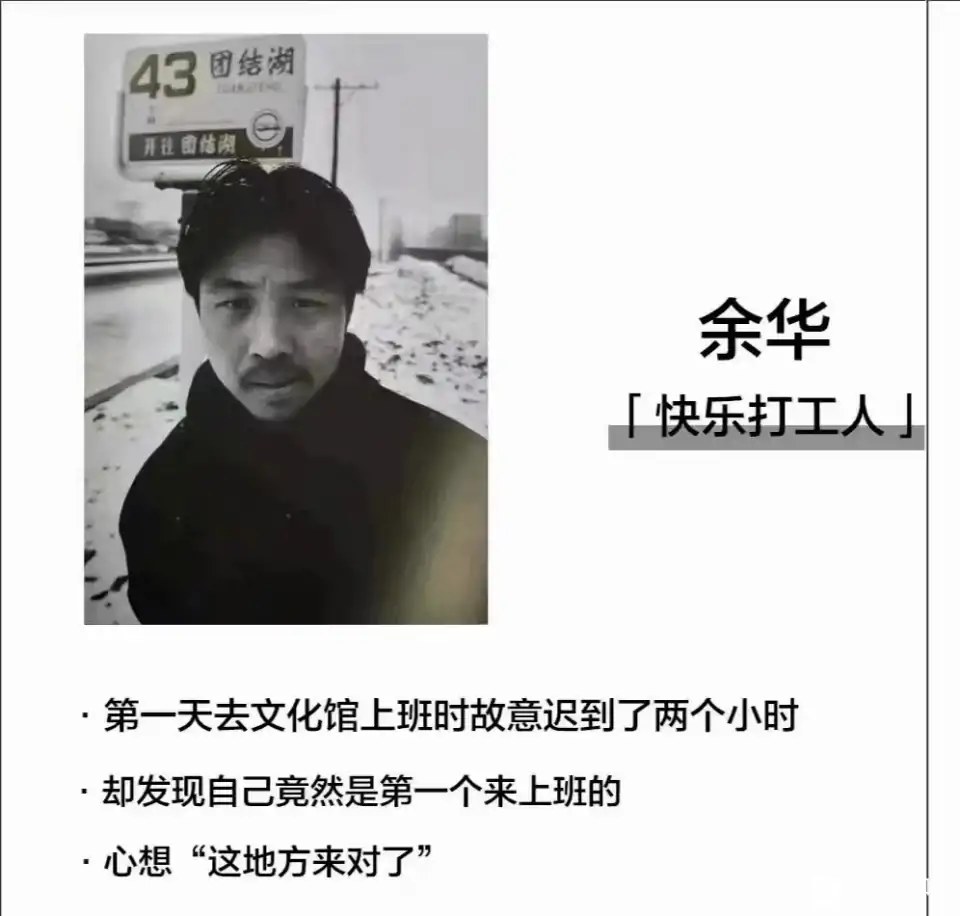 43 团结湖
开往 团结湖
余华
「快乐打工人」
· 第一天去文化馆上班时故意迟到了两个小时
· 却发现自己竟然是第一个来上班的
· 心想“这地方来对了”